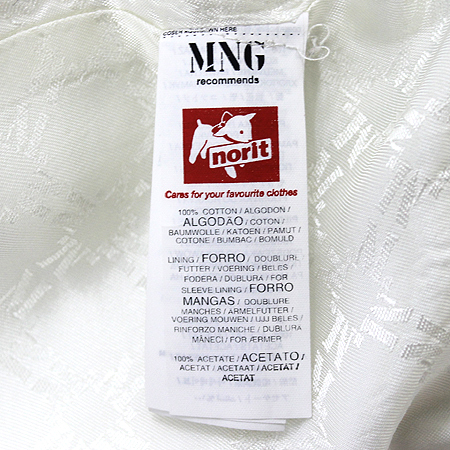 MNG
recommends
norit
Cares for your favourite clothes
100% COTTON / ALGODON /
ALGODÃO / COTON /
BAUMWOLLE / KATOEN / PAMUT /
COTONE / BUMBAC / BOMULD
LINING / FORRO / DOUBLURE
FUTTER / VOERING / BELES /
FODERA / DUBLURA / FOR
SLEEVE LINING / FORRO
MANGAS / DOUBLURE
MANCHES / ARMELFUTTER /
VOERING MOUWEN / UJJ BELES /
RINFORZO MANICHE / DUBLURA
MÂNECI / FOR ÆRMER
100% ACETATE / ACETATO /
ACETAT / ACETAAT / ACETAT /
ACETAT